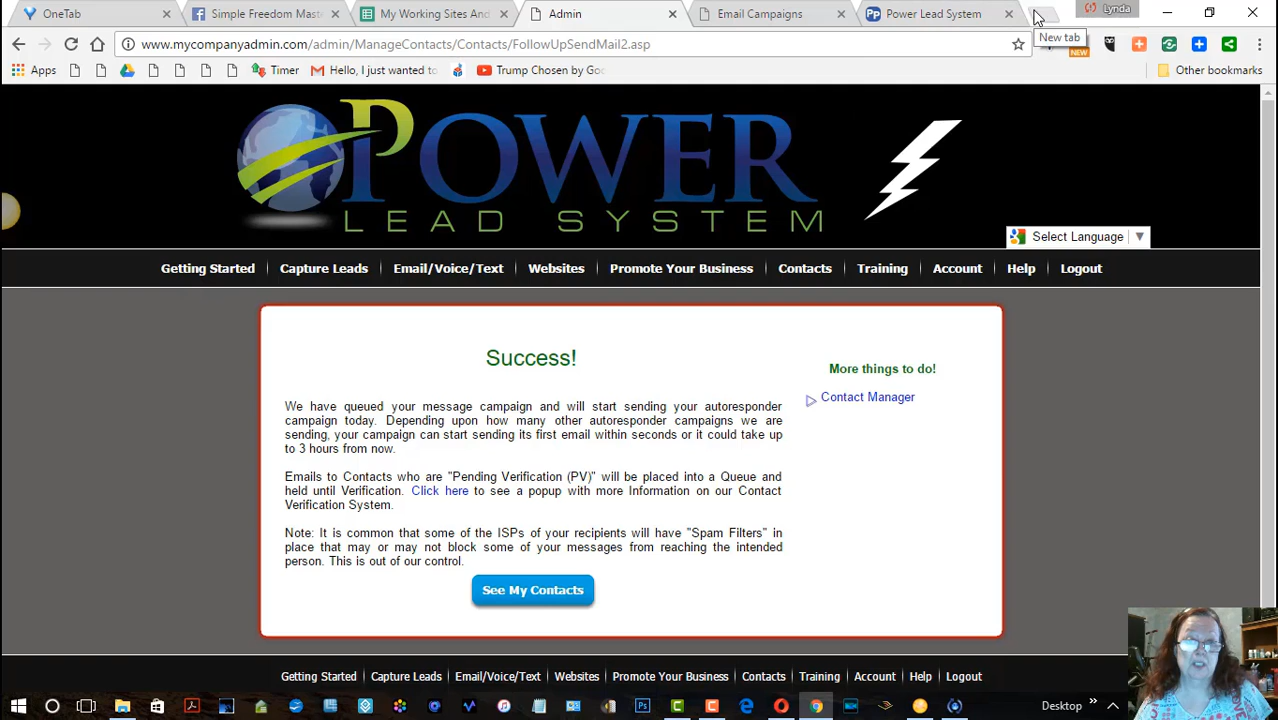 OneTab
Simple Freedom Maste
My Working Sites And
Admin
Email Campaigns
Power Lead System
Lynda
www.mycompanyadmin.com/admin/ManageContacts/Contacts/FollowUpSendMail2.asp
New tab
NEW
Apps
Timer
Hello, I just wanted to
Trump Chosen by Go
Other bookmarks
POWER
LEAD SYSTEM
Select Language ▼
Getting Started
Capture Leads
Email/Voice/Text
Websites
Promote Your Business
Contacts
Training
Account
Help
Logout
Success!
We have queued your message campaign and will start sending your autoresponder
campaign today. Depending upon how many other autoresponder campaigns we are
sending, your campaign can start sending its first email within seconds or it could take up
to 3 hours from now.
Emails to Contacts who are "Pending Verification (PV)" will be placed into a Queue and
held until Verification. Click here to see a popup with more Information on our Contact
Verification System.
Note: It is common that some of the ISPs of your recipients will have "Spam Filters" in
place that may or may not block some of your messages from reaching the intended
person. This is out of our control.
See My Contacts
More things to do!
Contact Manager
Getting Started
Capture Leads
Email/Voice/Text
Websites
Promote Your Business
Contacts
Training
Account
Help
Logout
Desktop